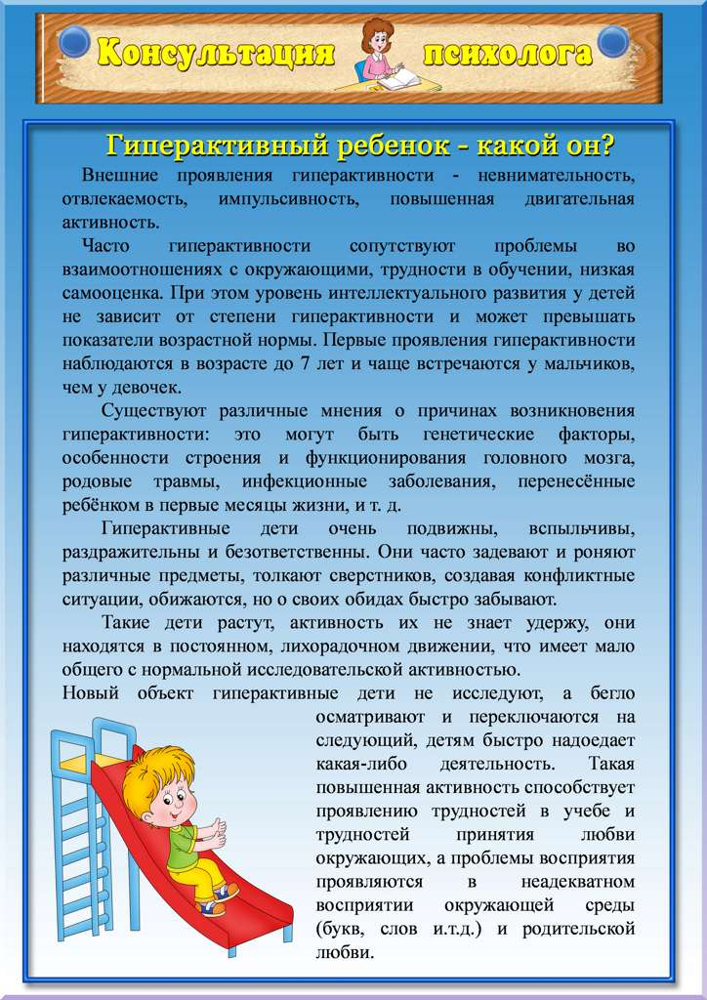 Консультация психолога
Гиперактивный ребенок - какой он?
Внешние проявления гиперактивности - невнимательность,
отвлекаемость, импульсивность, повышенная двигательная
активность.
Часто гиперактивности сопутствуют проблемы во
взаимоотношениях с окружающими, трудности в обучении, низкая
самооценка. При этом уровень интеллектуального развития у детей
не зависит от степени гиперактивности и может превышать
показатели возрастной нормы. Первые проявления гиперактивности
наблюдаются в возрасте до 7 лет и чаще встречаются у мальчиков,
чем у девочек.
Существуют различные мнения о причинах возникновения
гиперактивности: это могут быть генетические факторы,
особенности строения и функционирования головного мозга,
родовые травмы, инфекционные заболевания, перенесённые
ребёнком в первые месяцы жизни, и т. д.
Гиперактивные дети очень подвижны, вспыльчивы,
раздражительны и безответственны. Они часто задевают и роняют
различные предметы, толкают сверстников, создавая конфликтные
ситуации, обижаются, но о своих обидах быстро забывают.
Такие дети растут, активность их не знает удержу, они
находятся в постоянном, лихорадочном движении, что имеет мало
общего с нормальной исследовательской активностью.
Новый объект гиперактивные дети не исследуют, а бегло
осматривают и переключаются на
следующий, детям быстро надоедает
какая-либо деятельность. Такая
повышенная активность способствует
проявлению трудностей в учебе и
трудностей принятия любви
окружающих, а проблемы восприятия
проявляются в неадекватном
восприятии окружающей среды
(букв, слов и.т.д.) и родительской
любви.